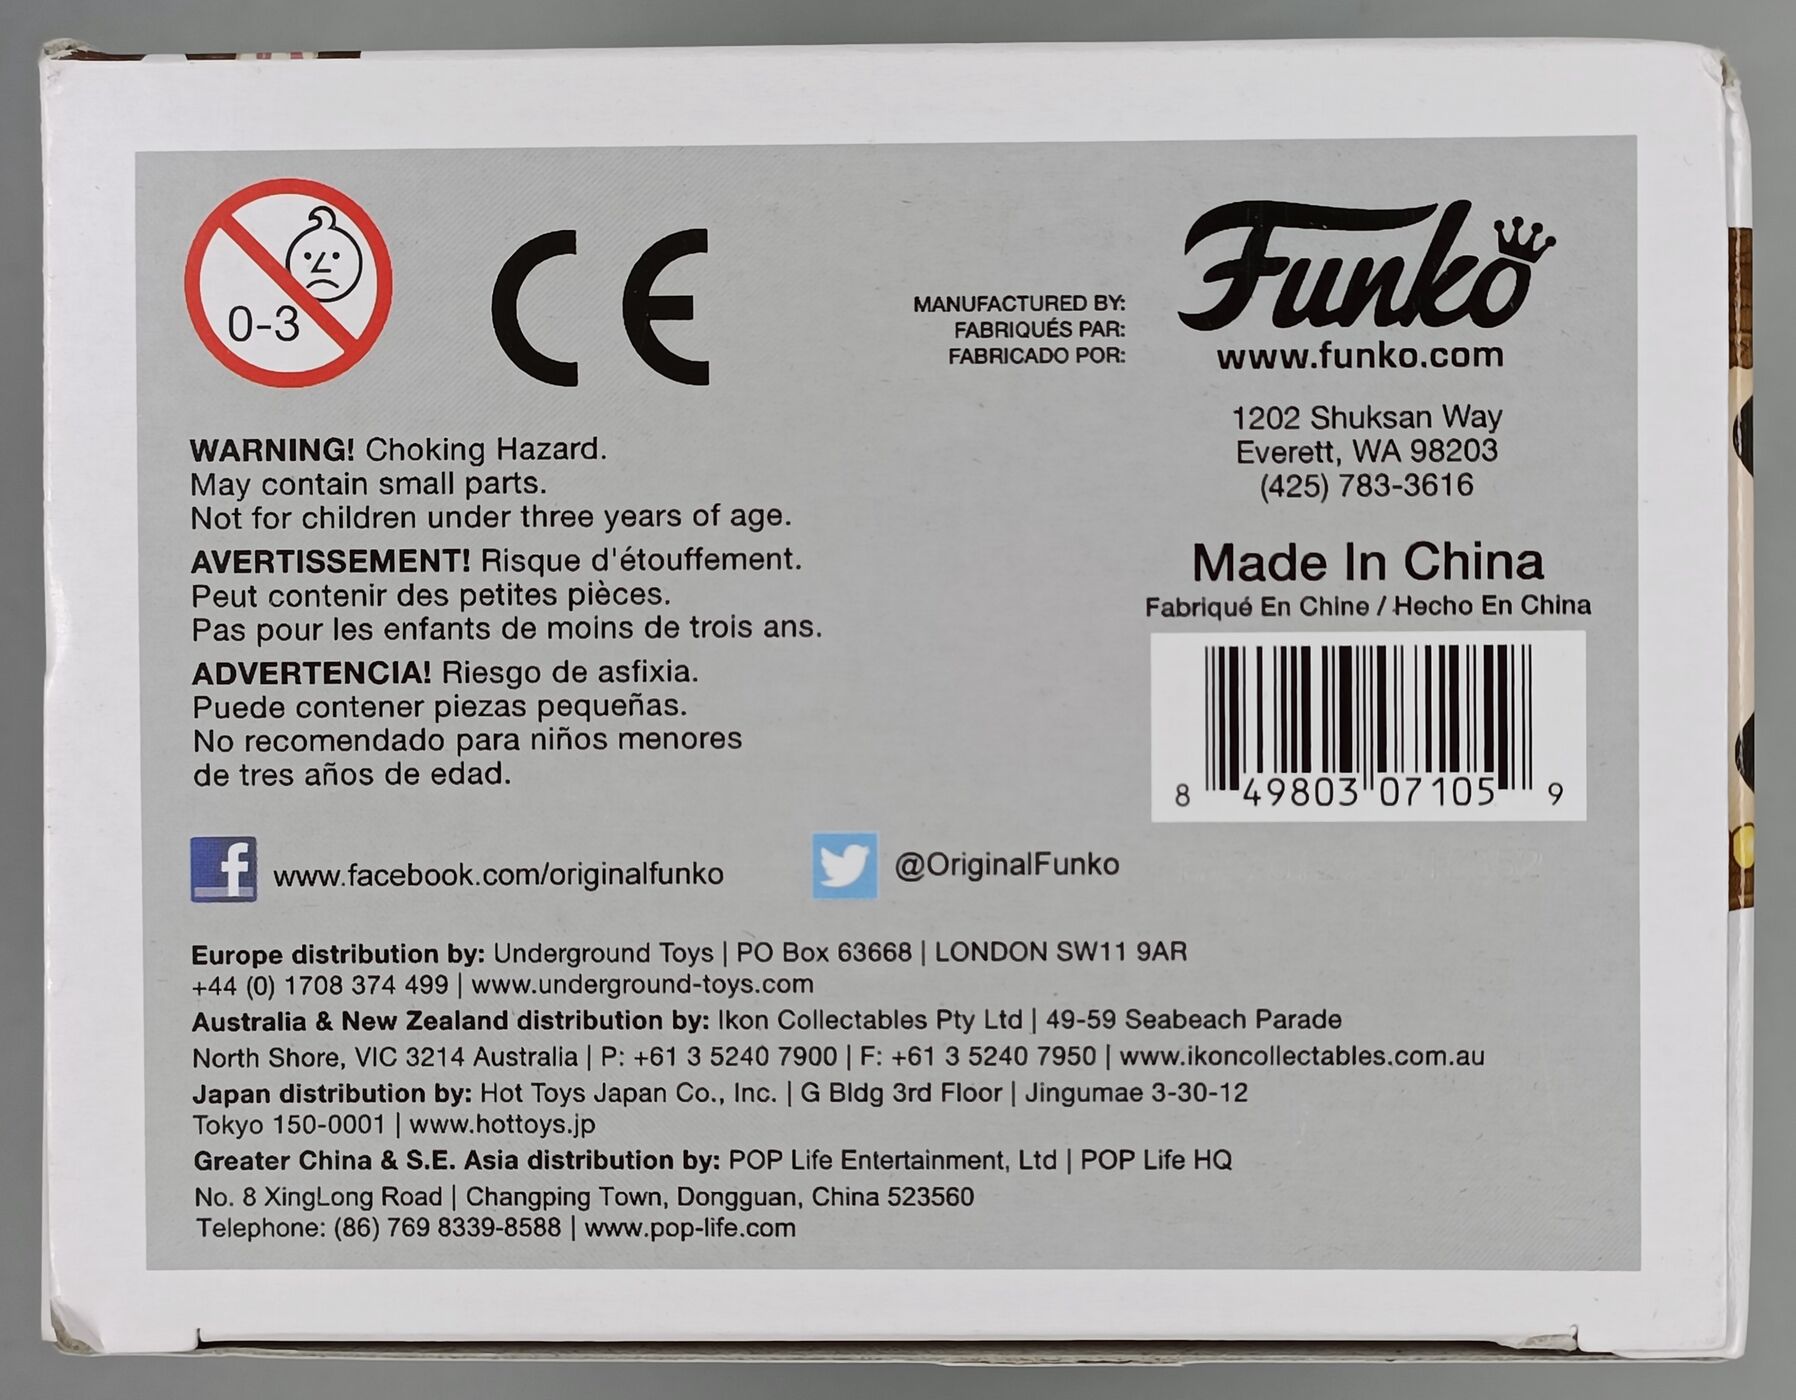 0-3
CE
MANUFACTURED BY:
FABRIQUÉS PAR:
FABRICADO POR:
Funko
www.funko.com
1202 Shuksan Way
Everett, WA 98203
(425) 783-3616
Made In China
Fabriqué En Chine / Hecho En China
8 49803 07105 9
WARNING! Choking Hazard.
May contain small parts.
Not for children under three years of age.
AVERTISSEMENT! Risque d'étouffement.
Peut contenir des petites pièces.
Pas pour les enfants de moins de trois ans.
ADVERTENCIA! Riesgo de asfixia.
Puede contener piezas pequeñas.
No recomendado para niños menores
de tres años de edad.
f www.facebook.com/originalfunko
@OriginalFunko
Europe distribution by: Underground Toys | PO Box 63668 | LONDON SW11 9AR
+44 (0) 1708 374 499 | www.underground-toys.com
Australia & New Zealand distribution by: Ikon Collectables Pty Ltd | 49-59 Seabeach Parade
North Shore, VIC 3214 Australia | P: +61 3 5240 7900 | F: +61 3 5240 7950 | www.ikoncollectables.com.au
Japan distribution by: Hot Toys Japan Co., Inc. | G Bldg 3rd Floor | Jingumae 3-30-12
Tokyo 150-0001 | www.hottoys.jp
Greater China & S.E. Asia distribution by: POP Life Entertainment, Ltd | POP Life HQ
No. 8 XingLong Road | Changping Town, Dongguan, China 523560
Telephone: (86) 769 8339-8588 | www.pop-life.com